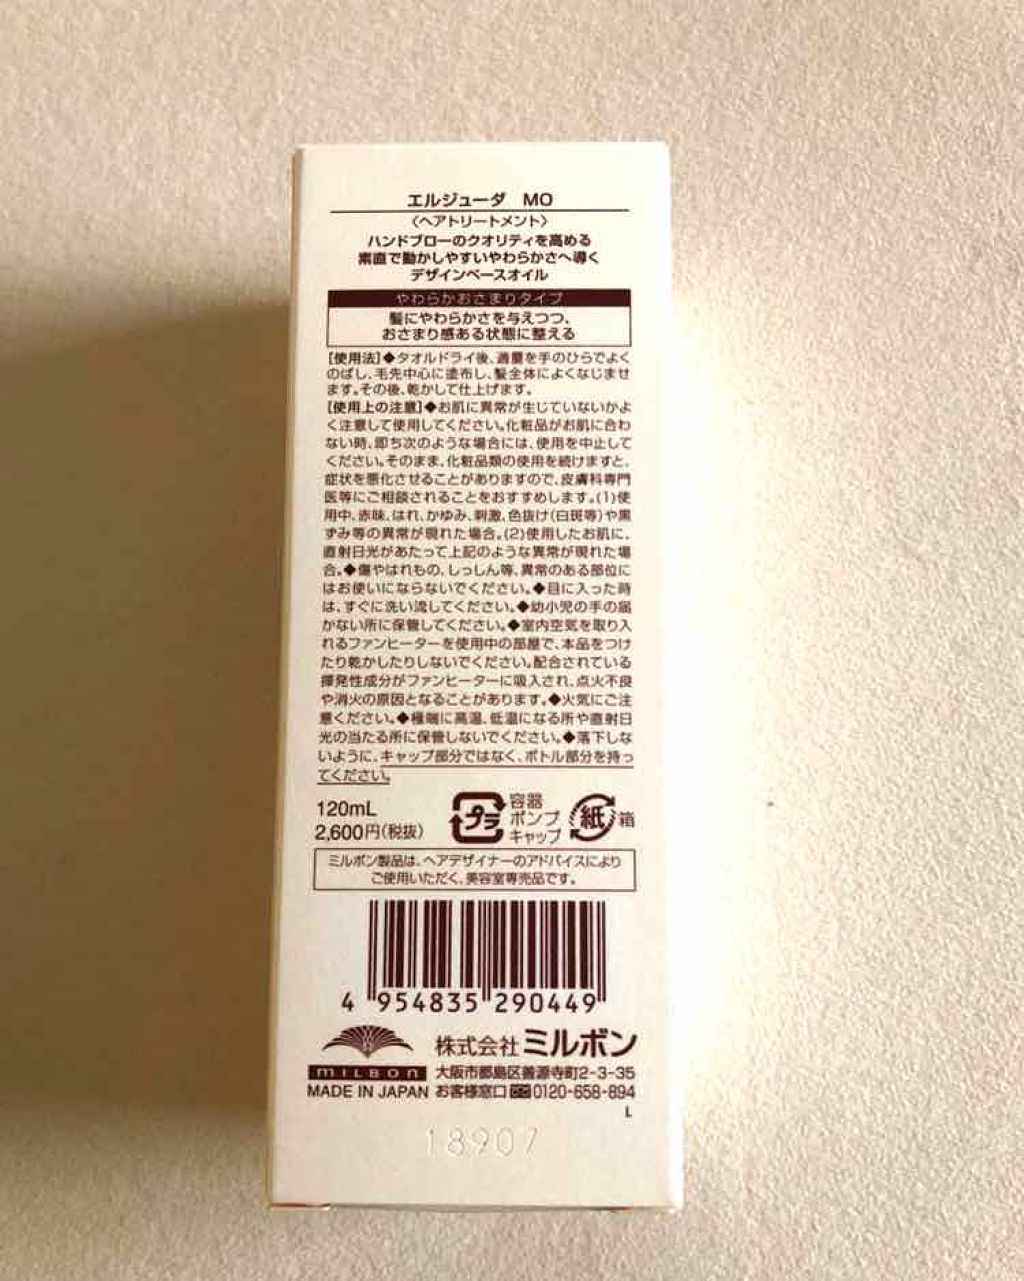 エルジューダ MO
〈ヘアトリートメント〉
ハンドブローのクオリティを高める
素直で動かしやすいやわらかさへ導く
デザインベースオイル
やわらかおさまりタイプ
髪にやわらかさを与えつつ、
おさまり感ある状態に整える
【使用法】◆タオルドライ後、適量を手のひらでよく
のばし、毛先中心に塗布し、髪全体によくなじませ
ます。その後、乾かして仕上げます。
【使用上の注意】◆お肌に異常が生じていないかよ
く注意して使用してください。化粧品がお肌に合わ
ない時、即ち次のような場合には、使用を中止して
ください。そのまま、化粧品類の使用を続けますと、
症状を悪化させることがありますので、皮膚科専門
医等にご相談されることをおすすめします。(1)使
用中、赤味、はれ、かゆみ、刺激、色抜け(白斑等)や黒
ずみ等の異常が現れた場合。(2)使用したお肌に、
直射日光があたって上記のような異常が現れた場
合。◆傷やはれもの、しっしん等、異常のある部位に
はお使いにならないでください。◆目に入った時
は、すぐに洗い流してください。◆幼小児の手の届
かない所に保管してください。◆室内空気を取り入
れるファンヒーターを使用中の部屋で、本品をつけ
たり乾かしたりしないでください。配合されている
揮発性成分がファンヒーターに吸入され、点火不良
や消火の原因となることがあります。◆火気にご注
意ください。◆極端に高温、低温になる所や直射日
光の当たる所に保管しないでください。◆落下しな
いように、キャップ部分ではなく、ボトル部分を持っ
てください。
120mL
2,600円(税抜)
プラ
容器
ポンプ
キャップ
紙
箱
ミルボン製品は、ヘアデザイナーのアドバイスにより
ご使用いただく、美容室専売品です。
4 954835 290449
株式会社ミルボン
milbon 大阪市都島区善源寺町2-3-35
MADE IN JAPAN お客様窓口 0120-658-894
L
18907